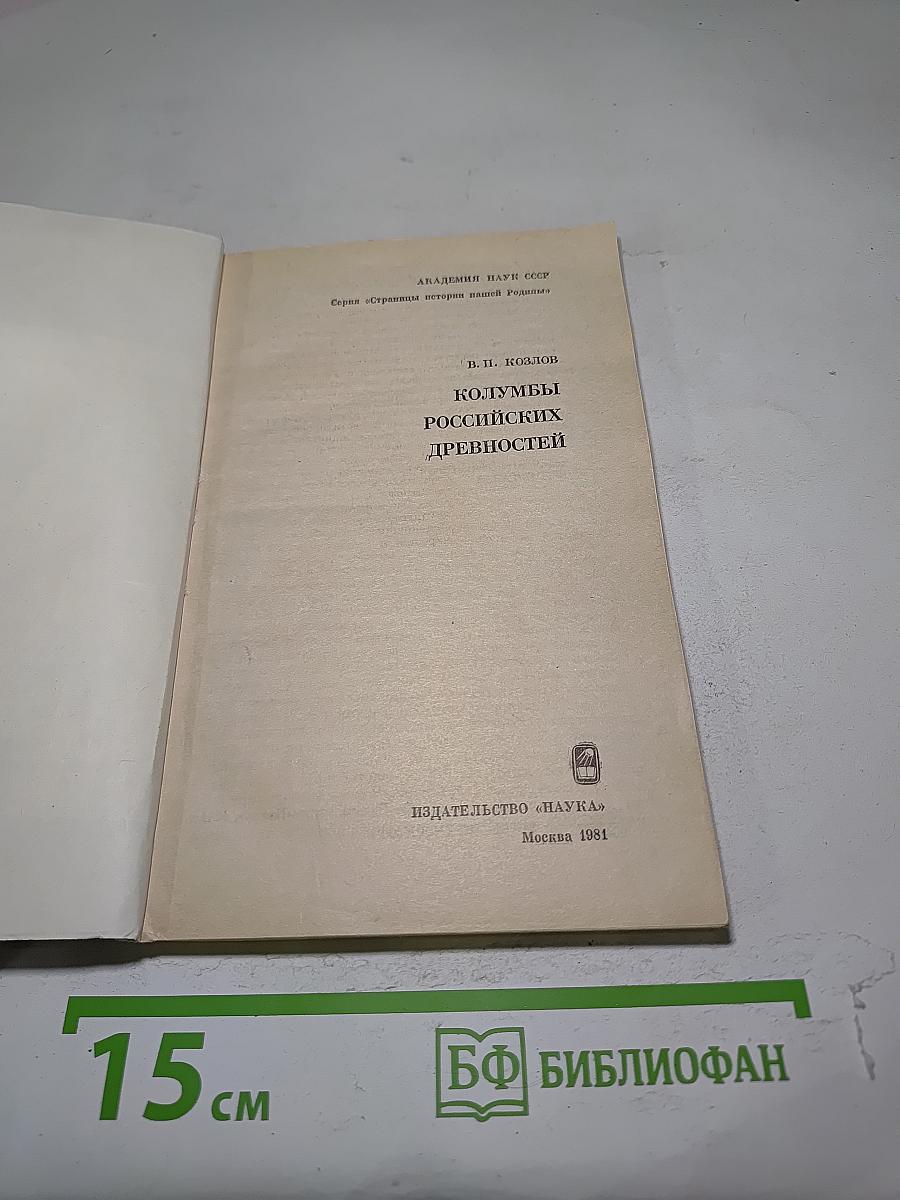 АКАДЕМИЯ НАУК СССР
Серия «Страницы истории нашей Родины»
В. П. КОЗЛОВ
КОЛУМБЫ
РОССИЙСКИХ
ДРЕВНОСТЕЙ
ИЗДАТЕЛЬСТВО «НАУКА»
Москва 1981
15 см
БФ БИБЛИОФАН